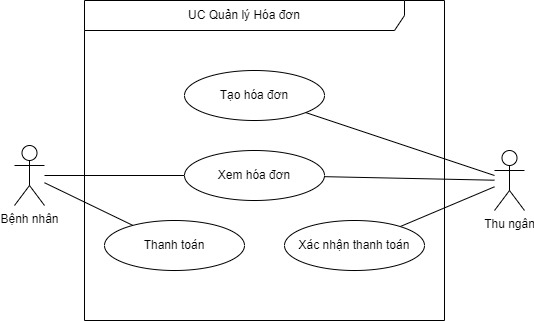 UC Quản lý Hóa đơn
Tạo hóa đơn
Xem hóa đơn
Bệnh nhân
Thu ngân
Thanh toán
Xác nhận thanh toán